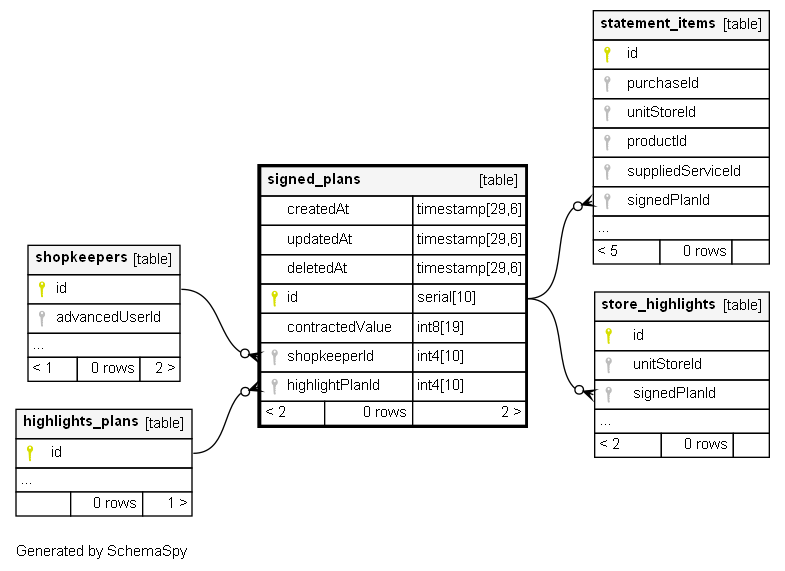 statement_items [table]
id
purchaseId
unitStoreId
productId
suppliedServiceId
signedPlanId
...
< 5 0 rows
signed_plans [table]
createdAt timestamp[29,6]
updatedAt timestamp[29,6]
deletedAt timestamp[29,6]
id serial[10]
contractedValue int8[19]
shopkeeperId int4[10]
highlightPlanId int4[10]
< 2 0 rows 2 >
shopkeepers [table]
id
advancedUserId
...
< 1 0 rows 2 >
store_highlights [table]
id
unitStoreId
signedPlanId
...
< 2 0 rows
highlights_plans [table]
id
...
0 rows 1 >
Generated by SchemaSpy